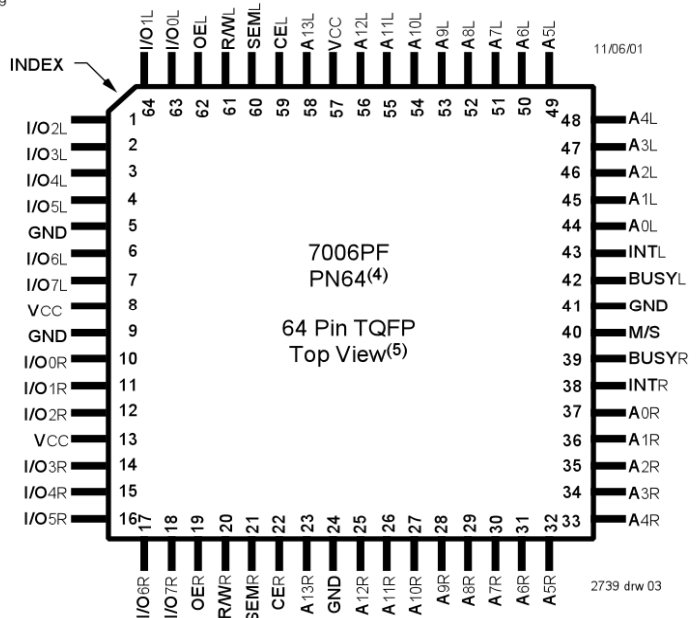 I/O1L
I/O0L
OEL
R/WL
SEML
CEL
A13L
VCC
A12L
A11L
A10L
A9L
A8L
A7L
A6L
A5L
11/06/01
INDEX
64
63
62
61
60
59
58
57
56
55
54
53
52
51
50
49
I/O2L 1
I/O3L 2
I/O4L 3
I/O5L 4
GND 5
I/O6L 6
I/O7L 7
VCC 8
GND 9
I/O0R 10
I/O1R 11
I/O2R 12
VCC 13
I/O3R 14
I/O4R 15
I/O5R 16
7006PF
PN64(4)
64 Pin TQFP
Top View(5)
48 A4L
47 A3L
46 A2L
45 A1L
44 A0L
43 INTL
42 BUSYL
41 GND
40 M/S
39 BUSYR
38 INTR
37 A0R
36 A1R
35 A2R
34 A3R
33 A4R
17
18
19
20
21
22
23
24
25
26
27
28
29
30
31
32
I/O6R
I/O7R
OER
R/WR
SEMR
CER
A13R
GND
A12R
A11R
A10R
A9R
A8R
A7R
A6R
A5R
2739 drw 03